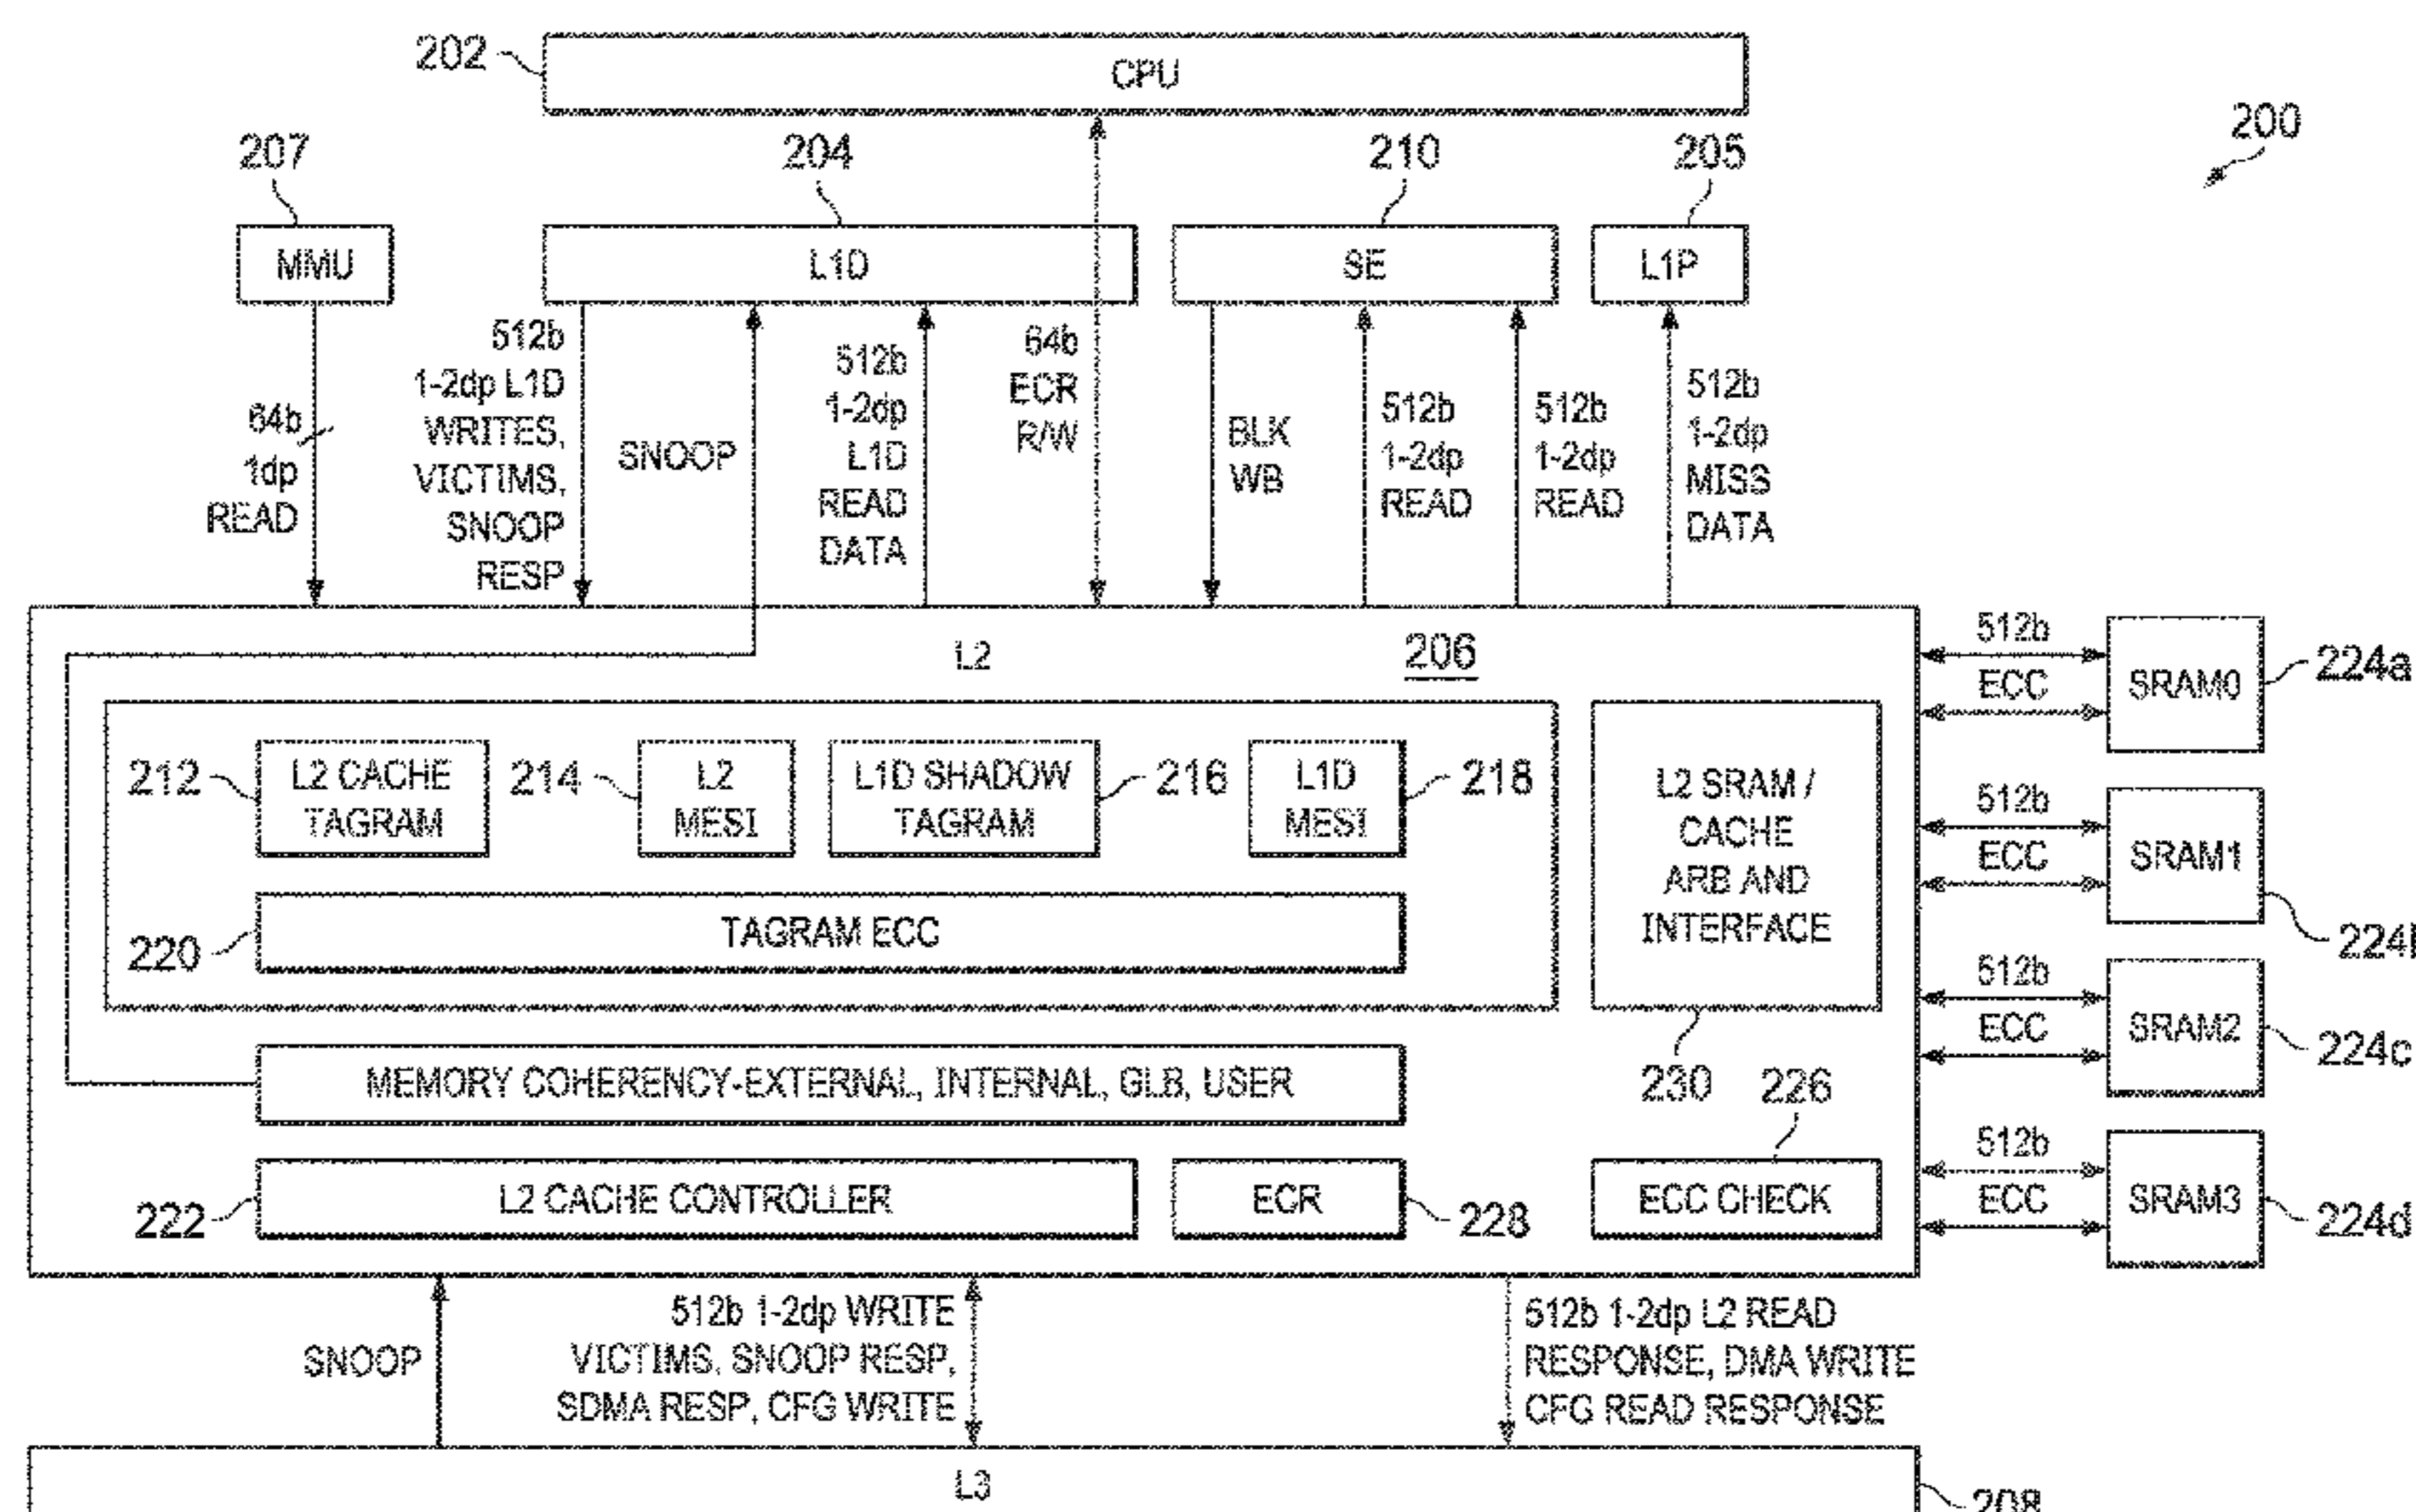 202
CPU
200
207
204
210
205
MMU
L1D
SE
L1P
64b
1dp
READ
512b
1-2dp L1D
WRITES,
VICTIMS,
SNOOP
RESP
SNOOP
512b
1-2dp
L1D
READ
DATA
64b
ECR
R/W
BLK
WB
512b
1-2dp
READ
512b
1-2dp
READ
512b
1-2dp
MISS
DATA
L2
206
212
L2 CACHE
TAGRAM
214
L2
MESI
L1D SHADOW
TAGRAM
216
L1D
MESI
218
220
TAGRAM ECC
L2 SRAM /
CACHE
ARB AND
INTERFACE
230
MEMORY COHERENCY-EXTERNAL, INTERNAL, GLB, USER
226
222
L2 CACHE CONTROLLER
ECR
228
ECC CHECK
512b
ECC
SRAM0
224a
512b
ECC
SRAM1
512b
ECC
SRAM2
224c
512b
ECC
SRAM3
224d
SNOOP
512b 1-2dp WRITE
VICTIMS, SNOOP RESP,
SDMA RESP, CFG WRITE
512b 1-2dp L2 READ
RESPONSE, DMA WRITE
CFG READ RESPONSE
L3
208